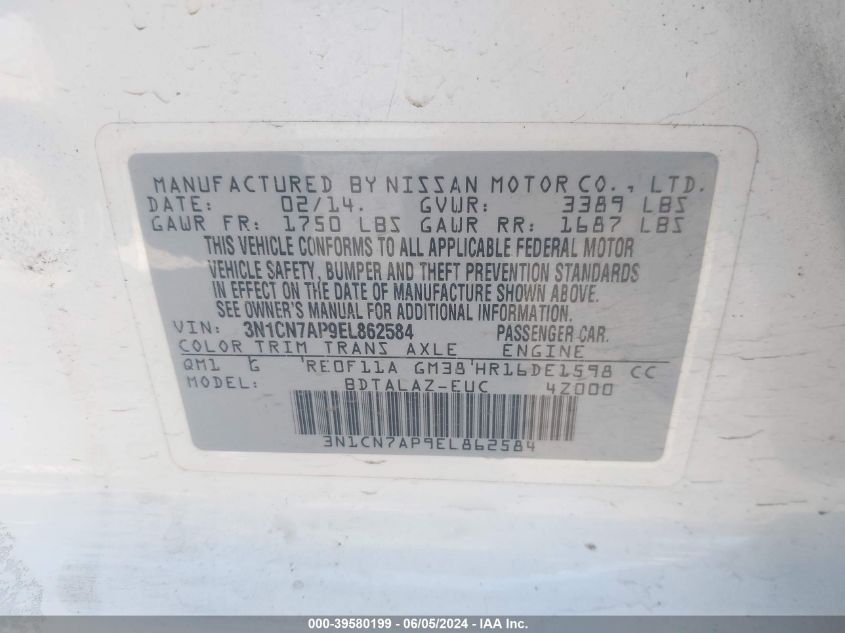 MANUFACTURED BY NISSAN MOTOR CO., LTD.
DATE: 02/14. GVWR: 3389 LBS
GAWR FR: 1750 LBS GAWR RR: 1687 LBS
THIS VEHICLE CONFORMS TO ALL APPLICABLE FEDERAL MOTOR
VEHICLE SAFETY, BUMPER AND THEFT PREVENTION STANDARDS
IN EFFECT ON THE DATE OF MANUFACTURE SHOWN ABOVE.
SEE OWNER'S MANUAL FOR ADDITIONAL INFORMATION
VIN: 3N1CN7AP9EL862584 PASSENGER CAR.
COLOR TRIM TRANS AXLE ENGINE
QM1 G RE0F11A GM38 HR16DE1598 CC
MODEL: BDTALAZ-EUC 4Z000
3N1CN7AP9EL862584
000-39580199 - 06/05/2024 - IAA Inc.